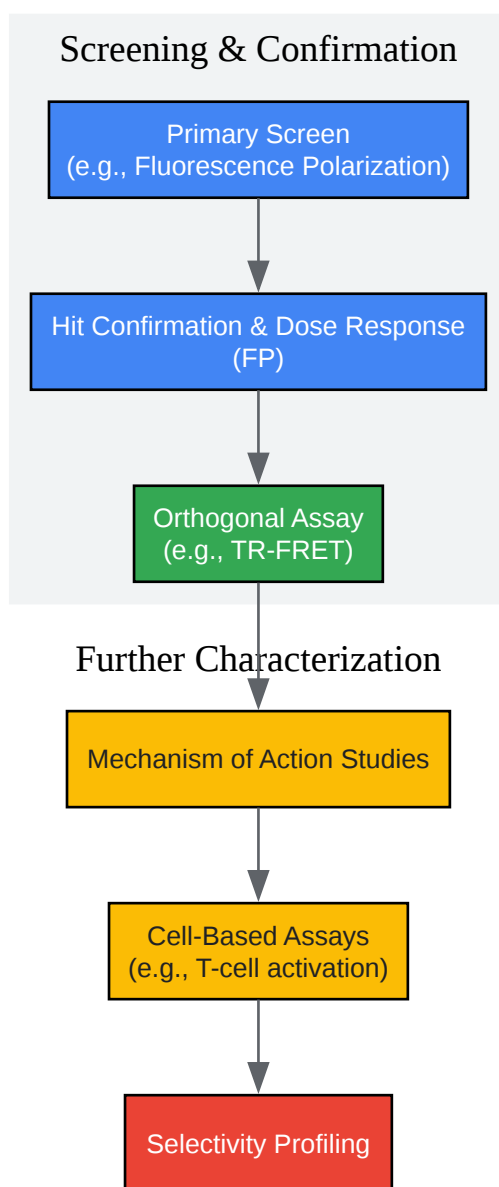 Screening & Confirmation
Primary Screen
(e.g., Fluorescence Polarization)
Hit Confirmation & Dose Response
(FP)
Orthogonal Assay
(e.g., TR-FRET)
Further Characterization
Mechanism of Action Studies
Cell-Based Assays
(e.g., T-cell activation)
Selectivity Profiling